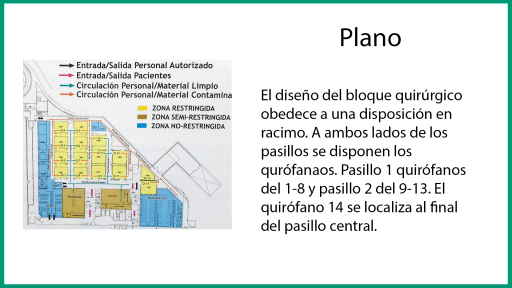 Plano
Entrada/Salida Personal Autorizado
Entrada/Salida Pacientes
Circulación Personal/Material Limpio
Circulación Personal/Material Contamina
ZONA RESTRINGIDA
ZONA SEMI-RESTRINGIDA
ZONA NO-RESTRINGIDA
El diseño del bloque quirúrgico
obedece a una disposición en
racimo. A ambos lados de los
pasillos se disponen los
qurófanaos. Pasillo 1 quirófanos
del 1-8 y pasillo 2 del 9-13. El
quirófano 14 se localiza al final
del pasillo central.